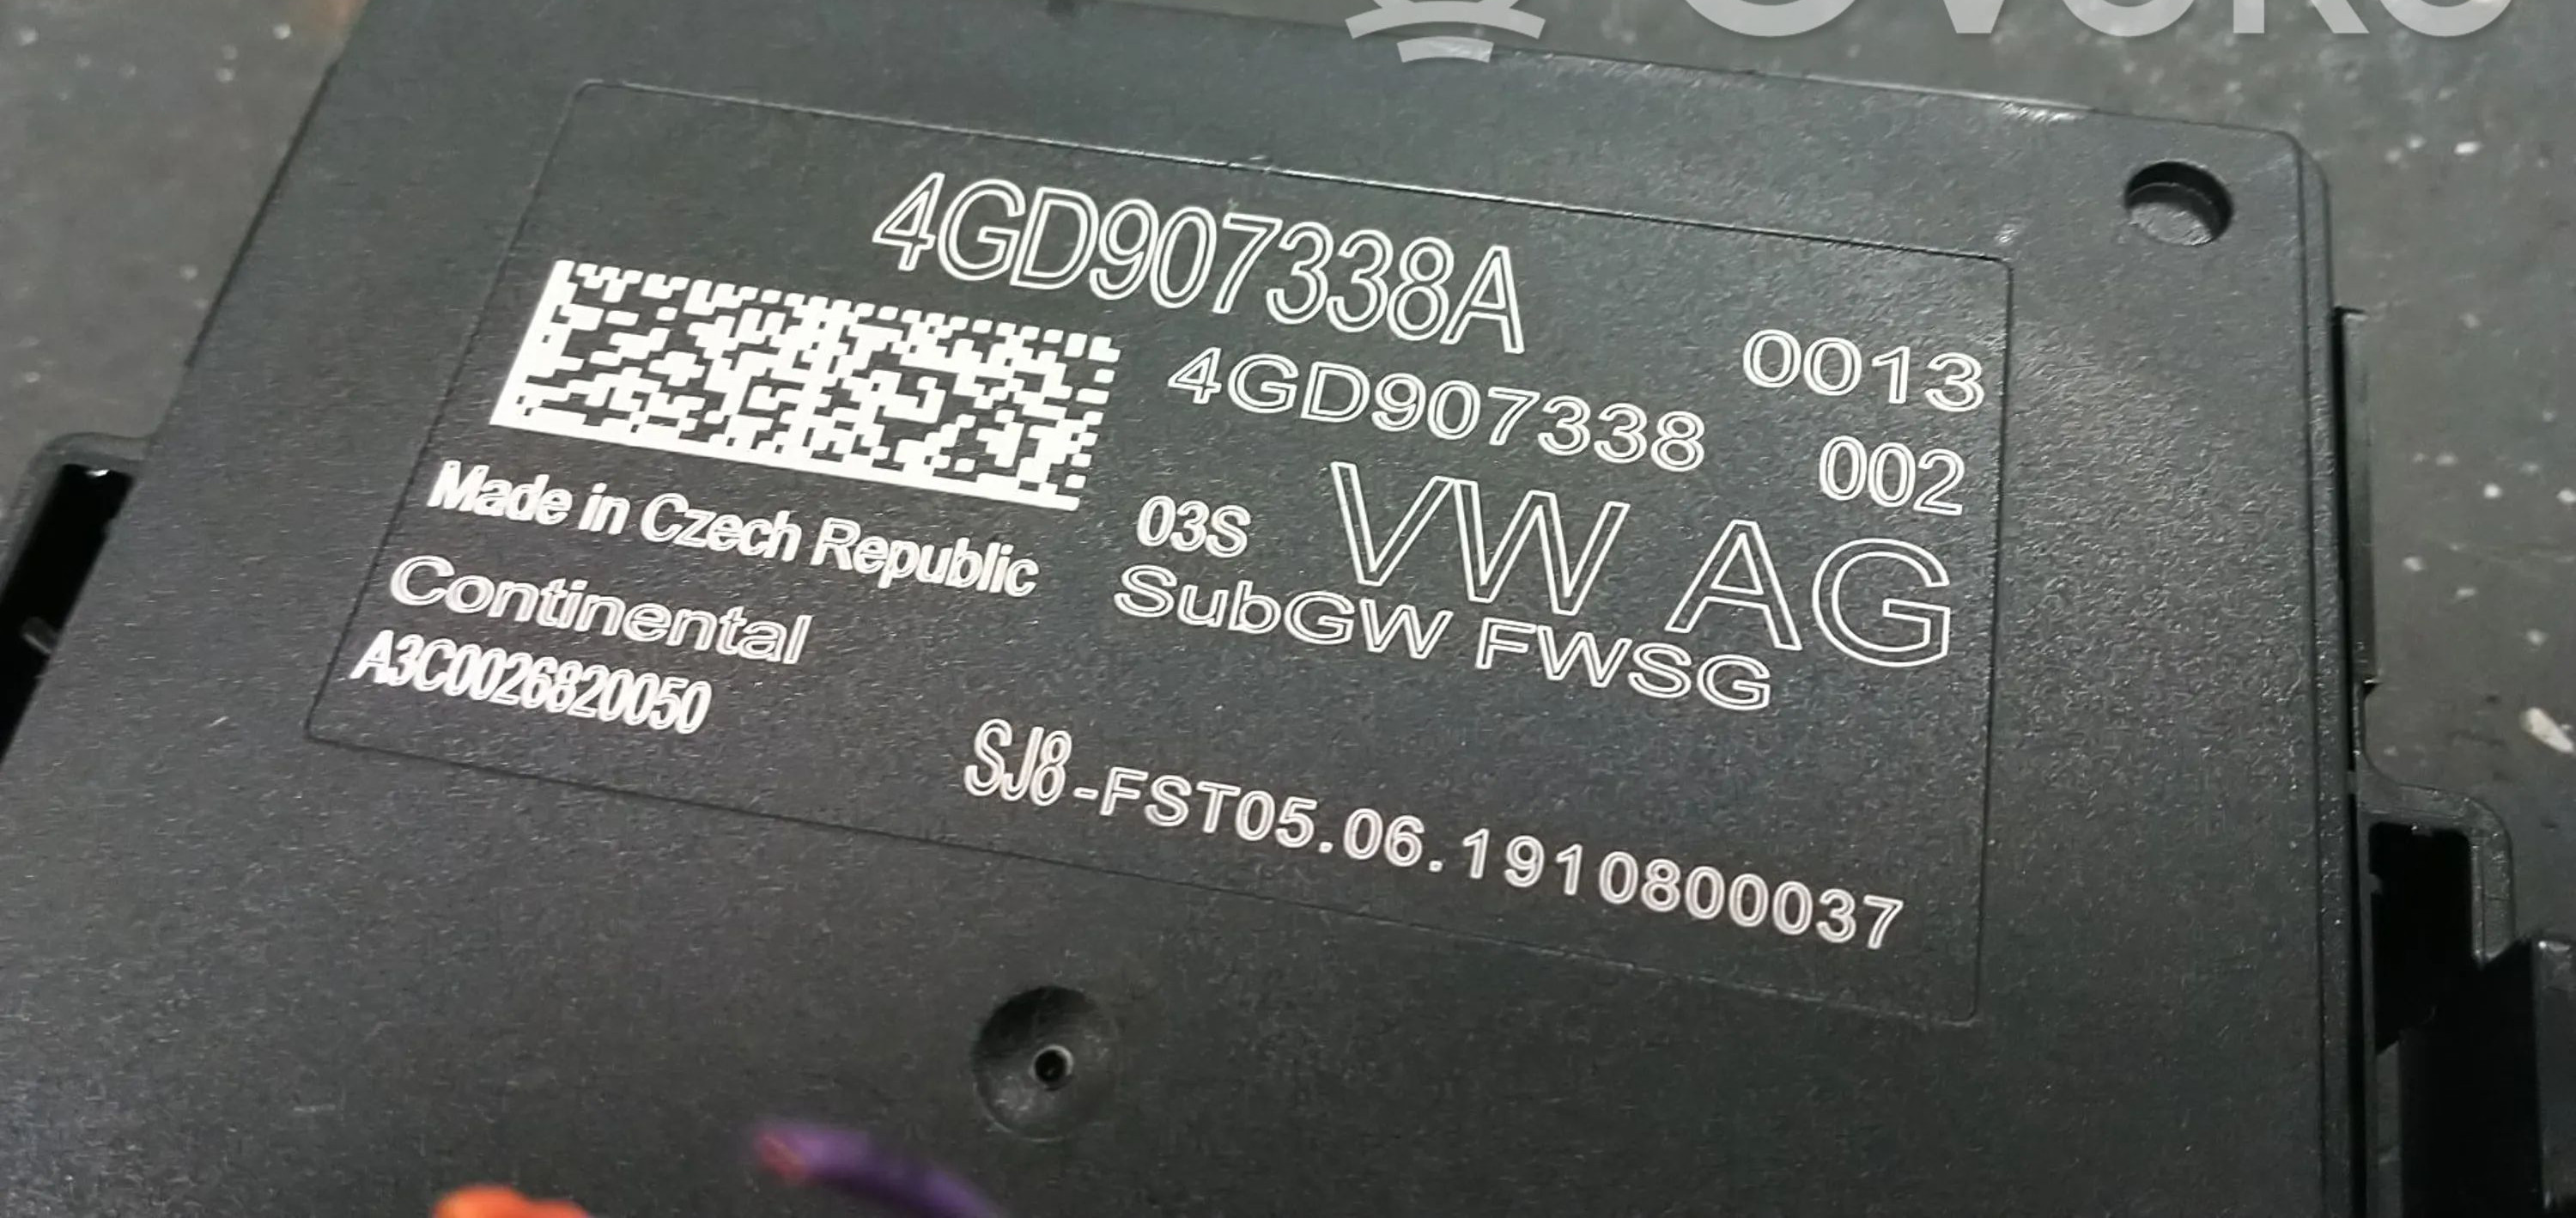 4GD907338A
4GD907338 0013
002
03S VW AG
SubGW FWSG
Made in Czech Republic
Continental
A3C0026820050
SJ8-FST05.06.1910800037